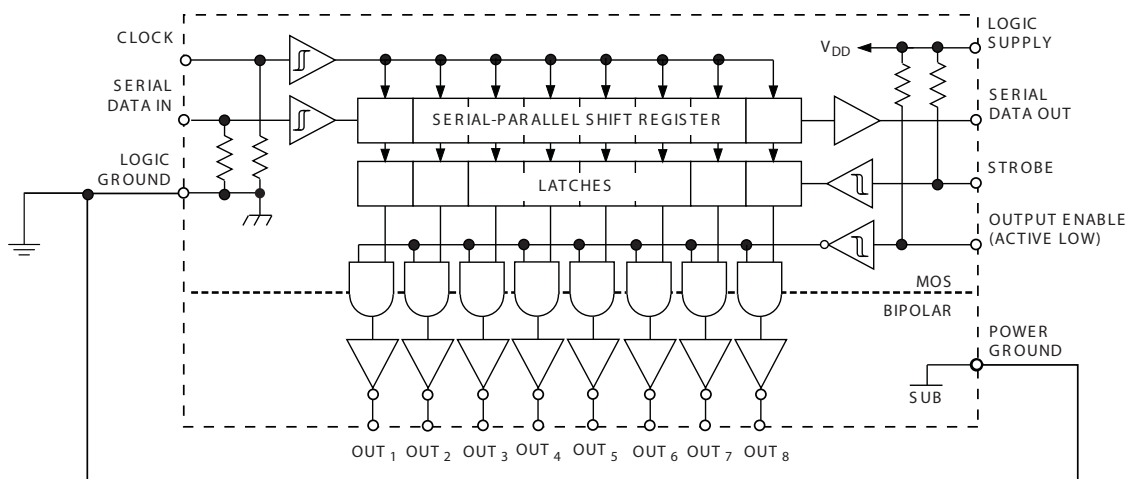 CLOCK
SERIAL
DATA IN
LOGIC
GROUND
V_DD
LOGIC
SUPPLY
SERIAL
DATA OUT
STROBE
OUTPUT ENABLE
(ACTIVE LOW)
SERIAL-PARALLEL SHIFT REGISTER
LATCHES
MOS
BIPOLAR
POWER
GROUND
SUB
OUT 1 OUT 2 OUT 3 OUT 4 OUT 5 OUT 6 OUT 7 OUT 8